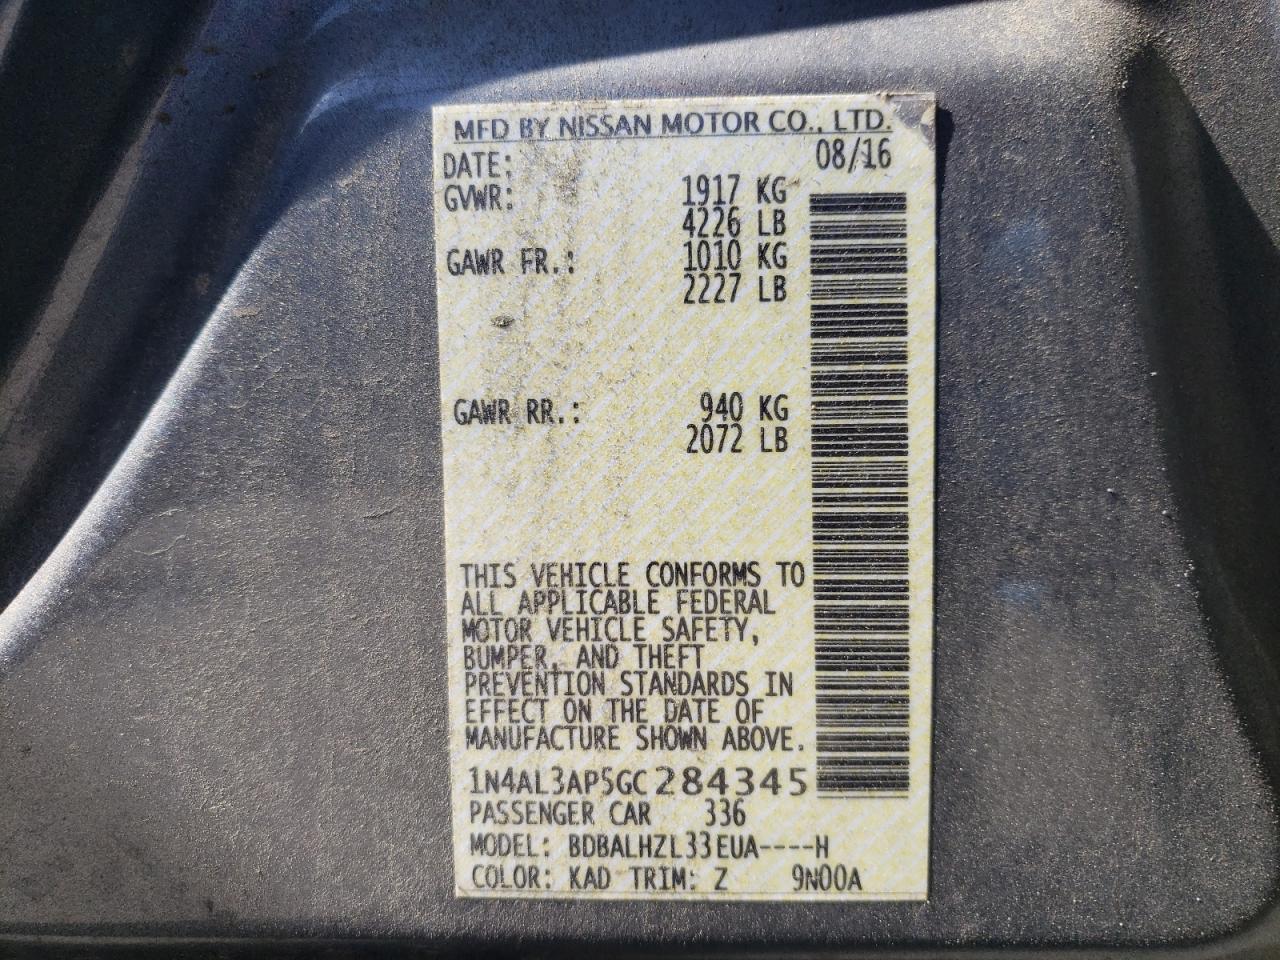 MFD BY NISSAN MOTOR CO., LTD.
DATE: 08/16
GVWR: 1917 KG
4226 LB
GAWR FR.: 1010 KG
2227 LB
GAWR RR.: 940 KG
2072 LB
THIS VEHICLE CONFORMS TO
ALL APPLICABLE FEDERAL
MOTOR VEHICLE SAFETY,
BUMPER, AND THEFT
PREVENTION STANDARDS IN
EFFECT ON THE DATE OF
MANUFACTURE SHOWN ABOVE.
1N4AL3AP5GC284345
PASSENGER CAR 336
MODEL: BDBALHZL33EUA----H
COLOR: KAD TRIM: Z 9N00A